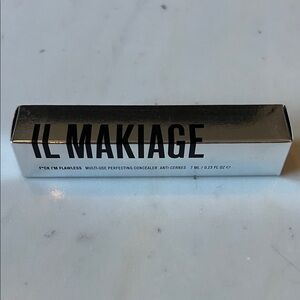 IL MAKIAGE
F*CK I'M FLAWLESS MULTI-USE PERFECTING CONCEALER ANTI-CERNES 7 ML / 0.23 FL OZ ℮